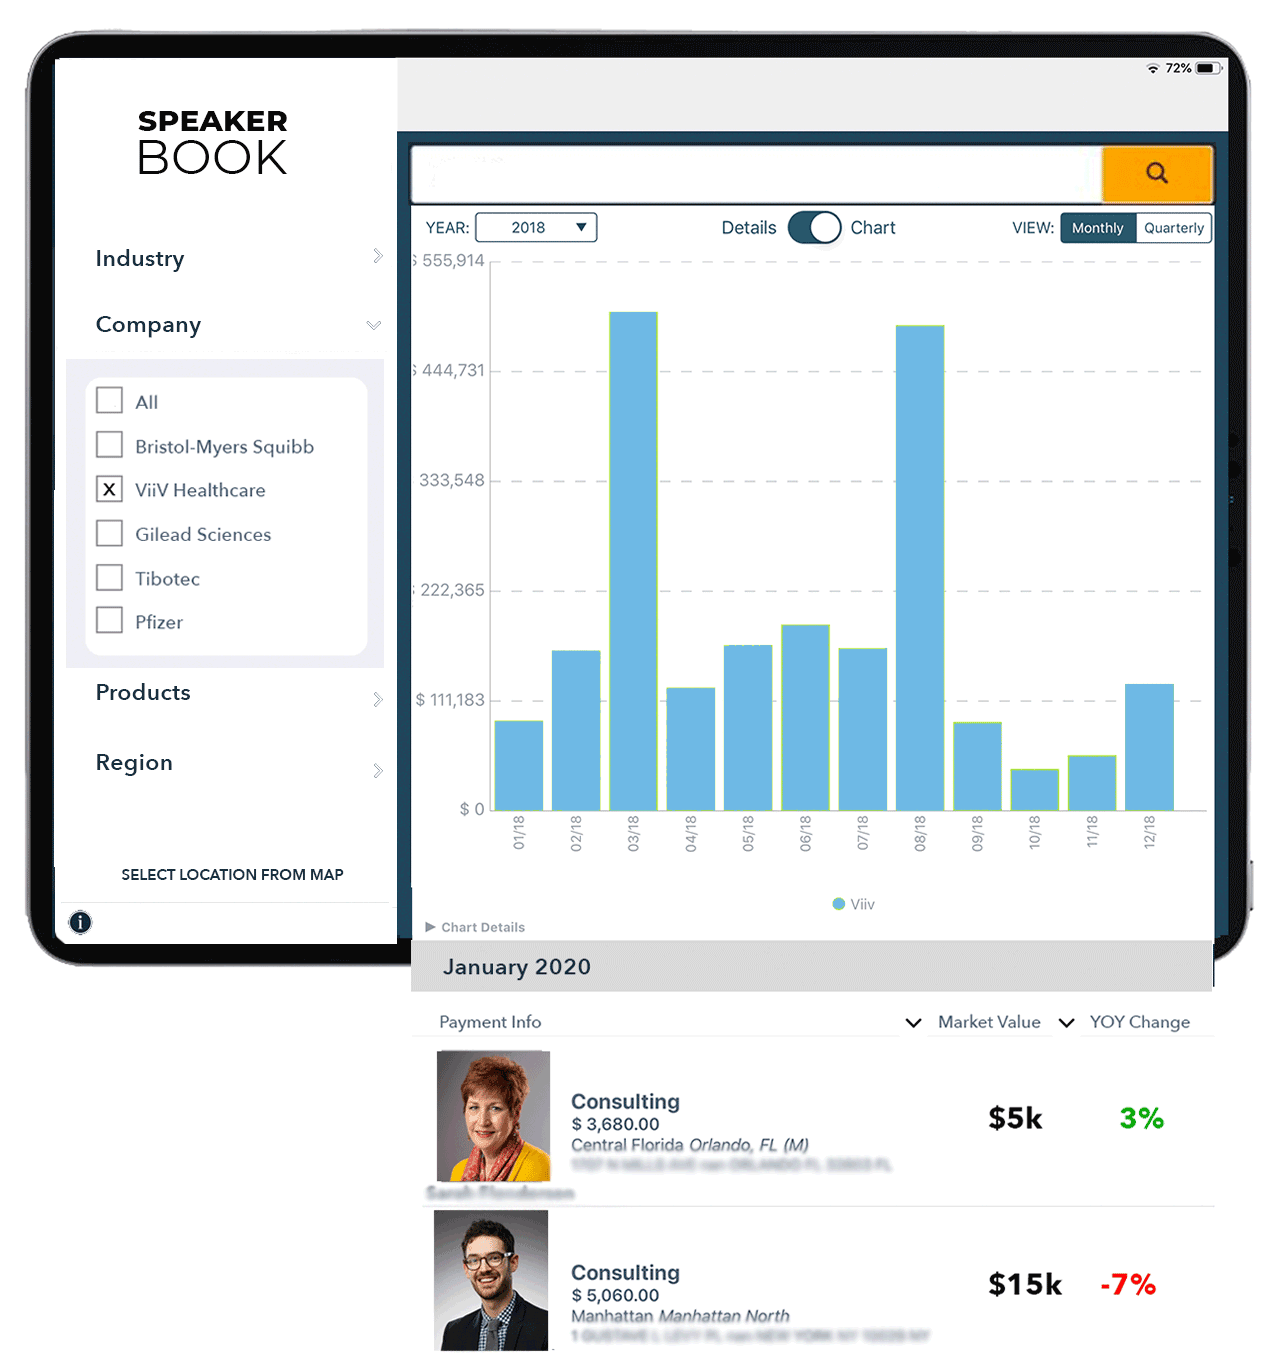 72%
SPEAKER
BOOK
Industry
Company
All
Bristol-Myers Squibb
X ViiV Healthcare
Gilead Sciences
Tibotec
Pfizer
Products
Region
SELECT LOCATION FROM MAP
i
YEAR: 2018 ▼ Details Chart VIEW: Monthly Quarterly
$ 555,914
$ 444,731
333,548
$ 222,365
$ 111,183
$ 0
01/18 02/18 03/18 04/18 05/18 06/18 07/18 08/18 09/18 10/18 11/18 12/18
Viiv
▶ Chart Details
January 2020
Payment Info Market Value YOY Change
Consulting
$ 3,680.00
Central Florida Orlando, FL (M)
$5k 3%
Consulting
$ 5,060.00
Manhattan Manhattan North
$15k -7%